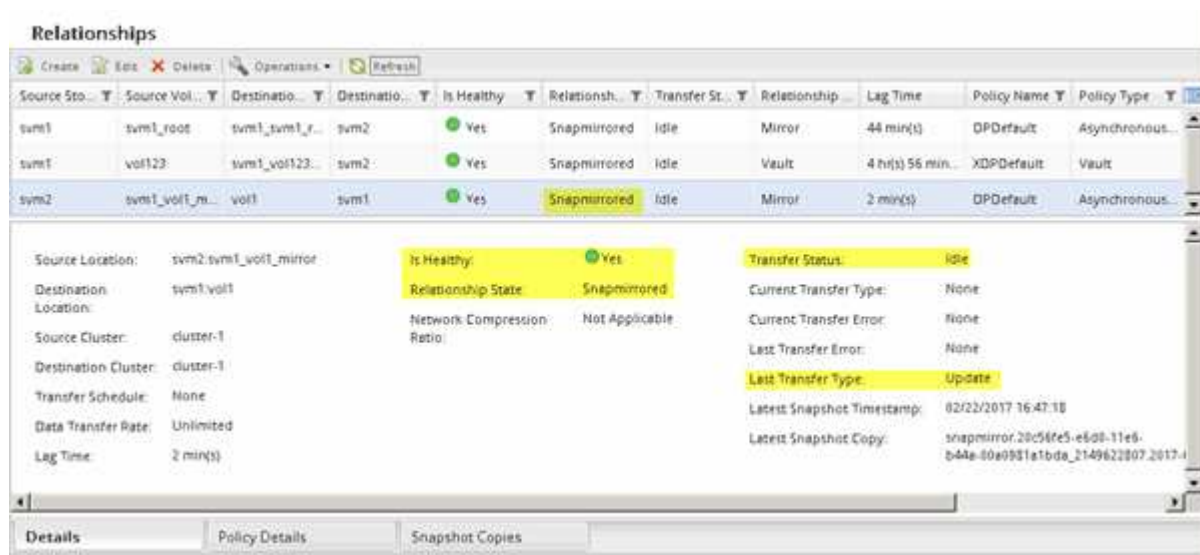 Relationships
Create Edit Delete Operations Refresh
Source Sto... Source Vol... Destinatio... Destinatio... Is Healthy Relationsh... Transfer St... Relationship ... Lag Time Policy Name Policy Type
svm1 svm1_root svm1_svm1_r... svm2 Yes Snapmirrored Idle Mirror 44 min(s) DPDefault Asynchronous...
svm1 vol123 svm1_vol123... svm2 Yes Snapmirrored Idle Vault 4 hr(s) 56 min... XDPDefault Vault
svm2 svm1_vol1_m... vol1 svm1 Yes Snapmirrored Idle Mirror 2 min(s) DPDefault Asynchronous...
Source Location: svm2:svm1_vol1_mirror
Destination Location: svm1:vol1
Source Cluster: cluster-1
Destination Cluster: cluster-1
Transfer Schedule: None
Data Transfer Rate: Unlimited
Lag Time: 2 min(s)
Is Healthy: Yes
Relationship State: Snapmirrored
Network Compression Ratio: Not Applicable
Transfer Status: Idle
Current Transfer Type: None
Current Transfer Error: None
Last Transfer Error: None
Last Transfer Type: Update
Latest Snapshot Timestamp: 02/22/2017 16:47:18
Latest Snapshot Copy:
Details Policy Details Snapshot Copies